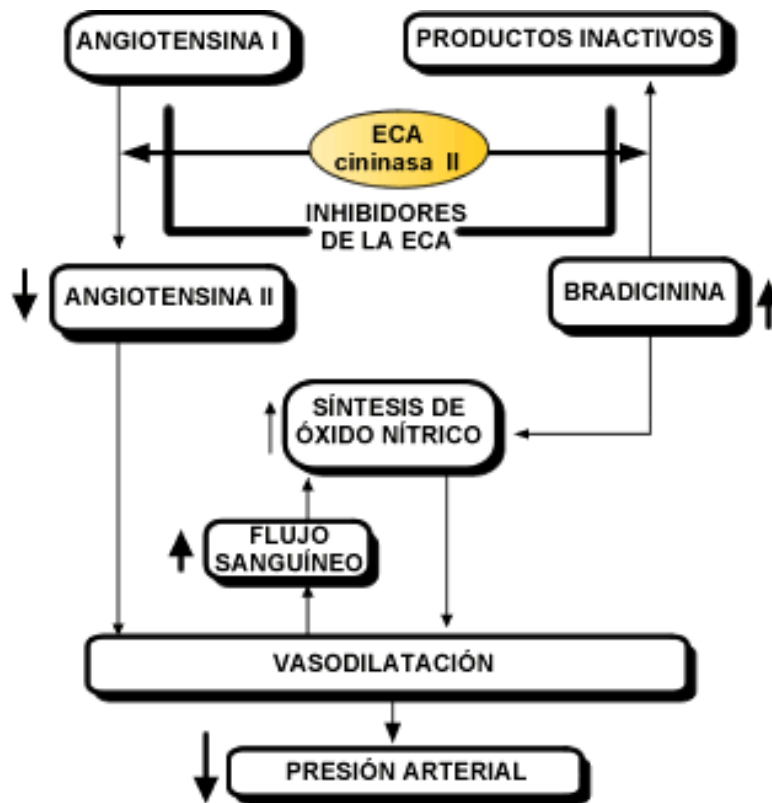 ANGIOTENSINA I
PRODUCTOS INACTIVOS
ECA
cininasa II
INHIBIDORES
DE LA ECA
ANGIOTENSINA II
BRADICININA
SÍNTESIS DE
ÓXIDO NÍTRICO
FLUJO
SANGUÍNEO
VASODILATACIÓN
PRESIÓN ARTERIAL